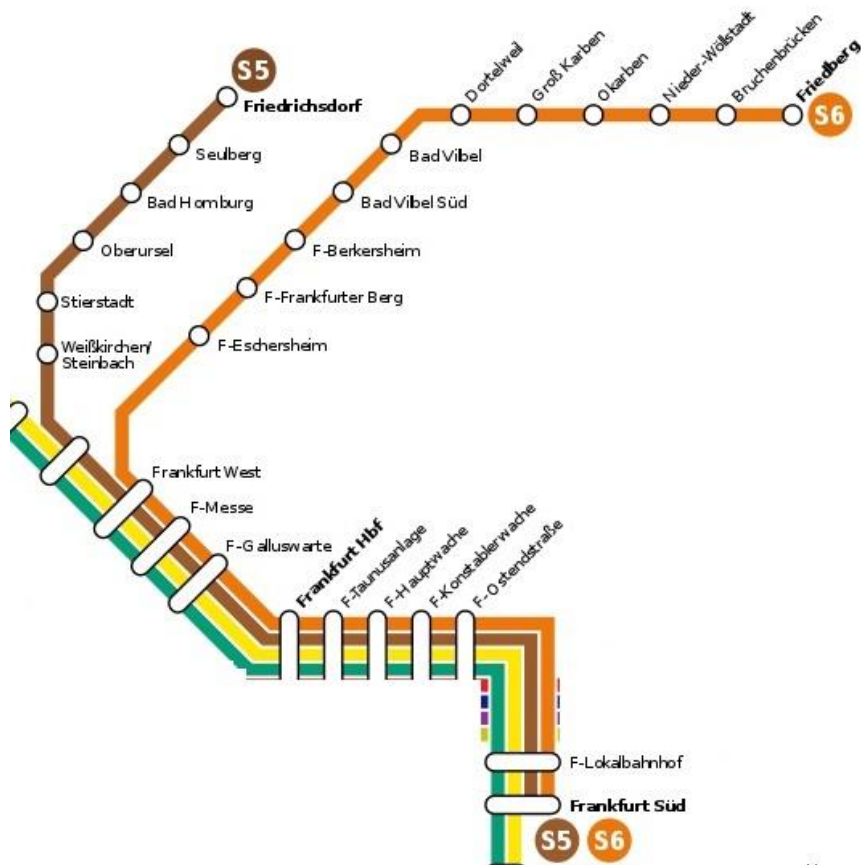 S5
Friedrichsdorf
Seulberg
Bad Homburg
Oberursel
Stierstadt
Weißkirchen/
Steinbach
Dortelweil
Groß Karben
Okarben
Nieder-Wöllstadt
Bruchenbrücken
Friedberg
S6
Bad Vilbel
Bad Vilbel Süd
F-Berkersheim
F-Frankfurter Berg
F-Eschersheim
Frankfurt West
F-Messe
F-Galluswarte
Frankfurt Hbf
F-Taunusanlage
F-Hauptwache
F-Konstablerwache
F-Ostendstraße
F-Lokalbahnhof
Frankfurt Süd
S5 S6